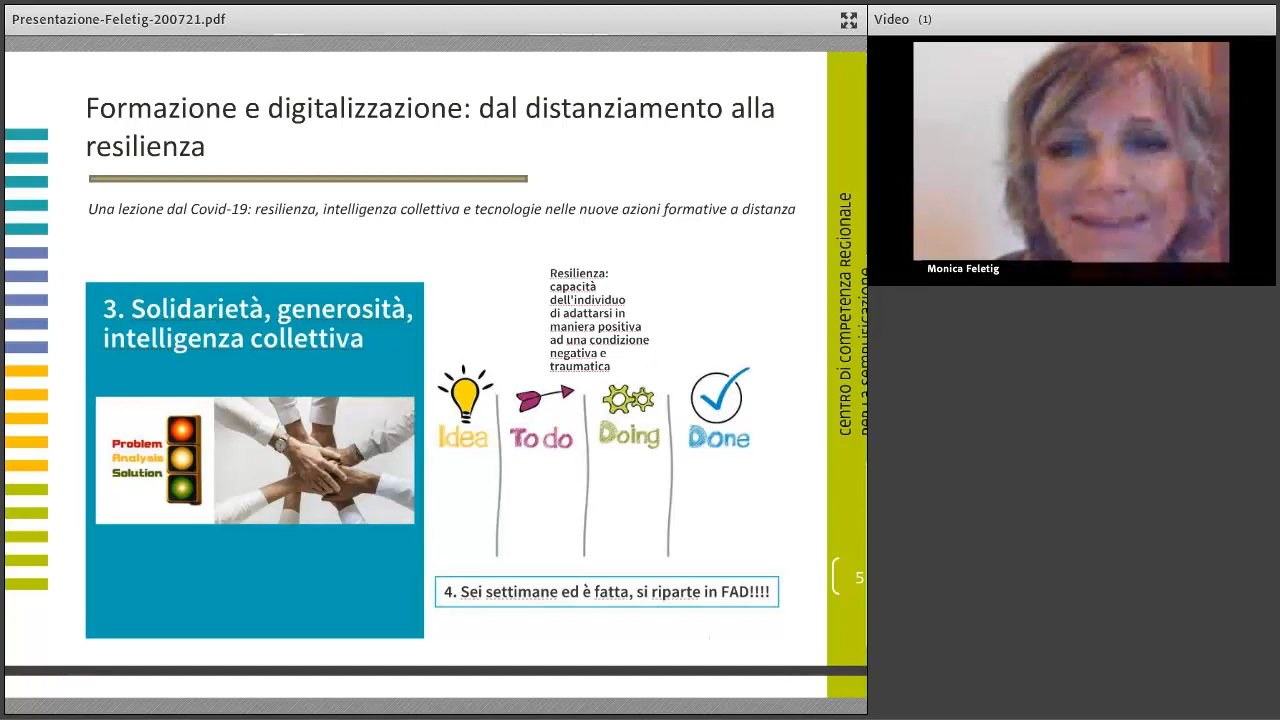 Presentazione-Feletig-200721.pdf
Video (1)
Formazione e digitalizzazione: dal distanziamento alla
resilienza
Una lezione dal Covid-19: resilienza, intelligenza collettiva e tecnologie nelle nuove azioni formative a distanza
3. Solidarietà, generosità,
intelligenza collettiva
Problem
Analysis
Solution
Resilienza:
capacità
dell'individuo
di adattarsi in
maniera positiva
ad una condizione
negativa e
traumatica
Idea
To do
Doing
Done
4. Sei settimane ed è fatta, si riparte in FAD!!!!
CENTRO DI COMPETENZA REGIONALE
PER LA SEMPLIFICAZIONE
5
Monica Feletig